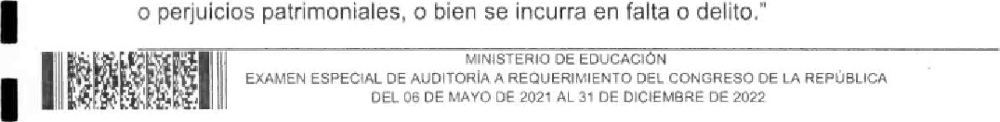 o perjuicios patrimoniales, o bien se incurra en falta o delito."
MINISTERIO DE EDUCACIÓN
EXAMEN ESPECIAL DE AUDITORÍA A REQUERIMIENTO DEL CONGRESO DE LA REPÚBLICA
DEL 06 DE MAYO DE 2021 AL 31 DE DICIEMBRE DE 2022